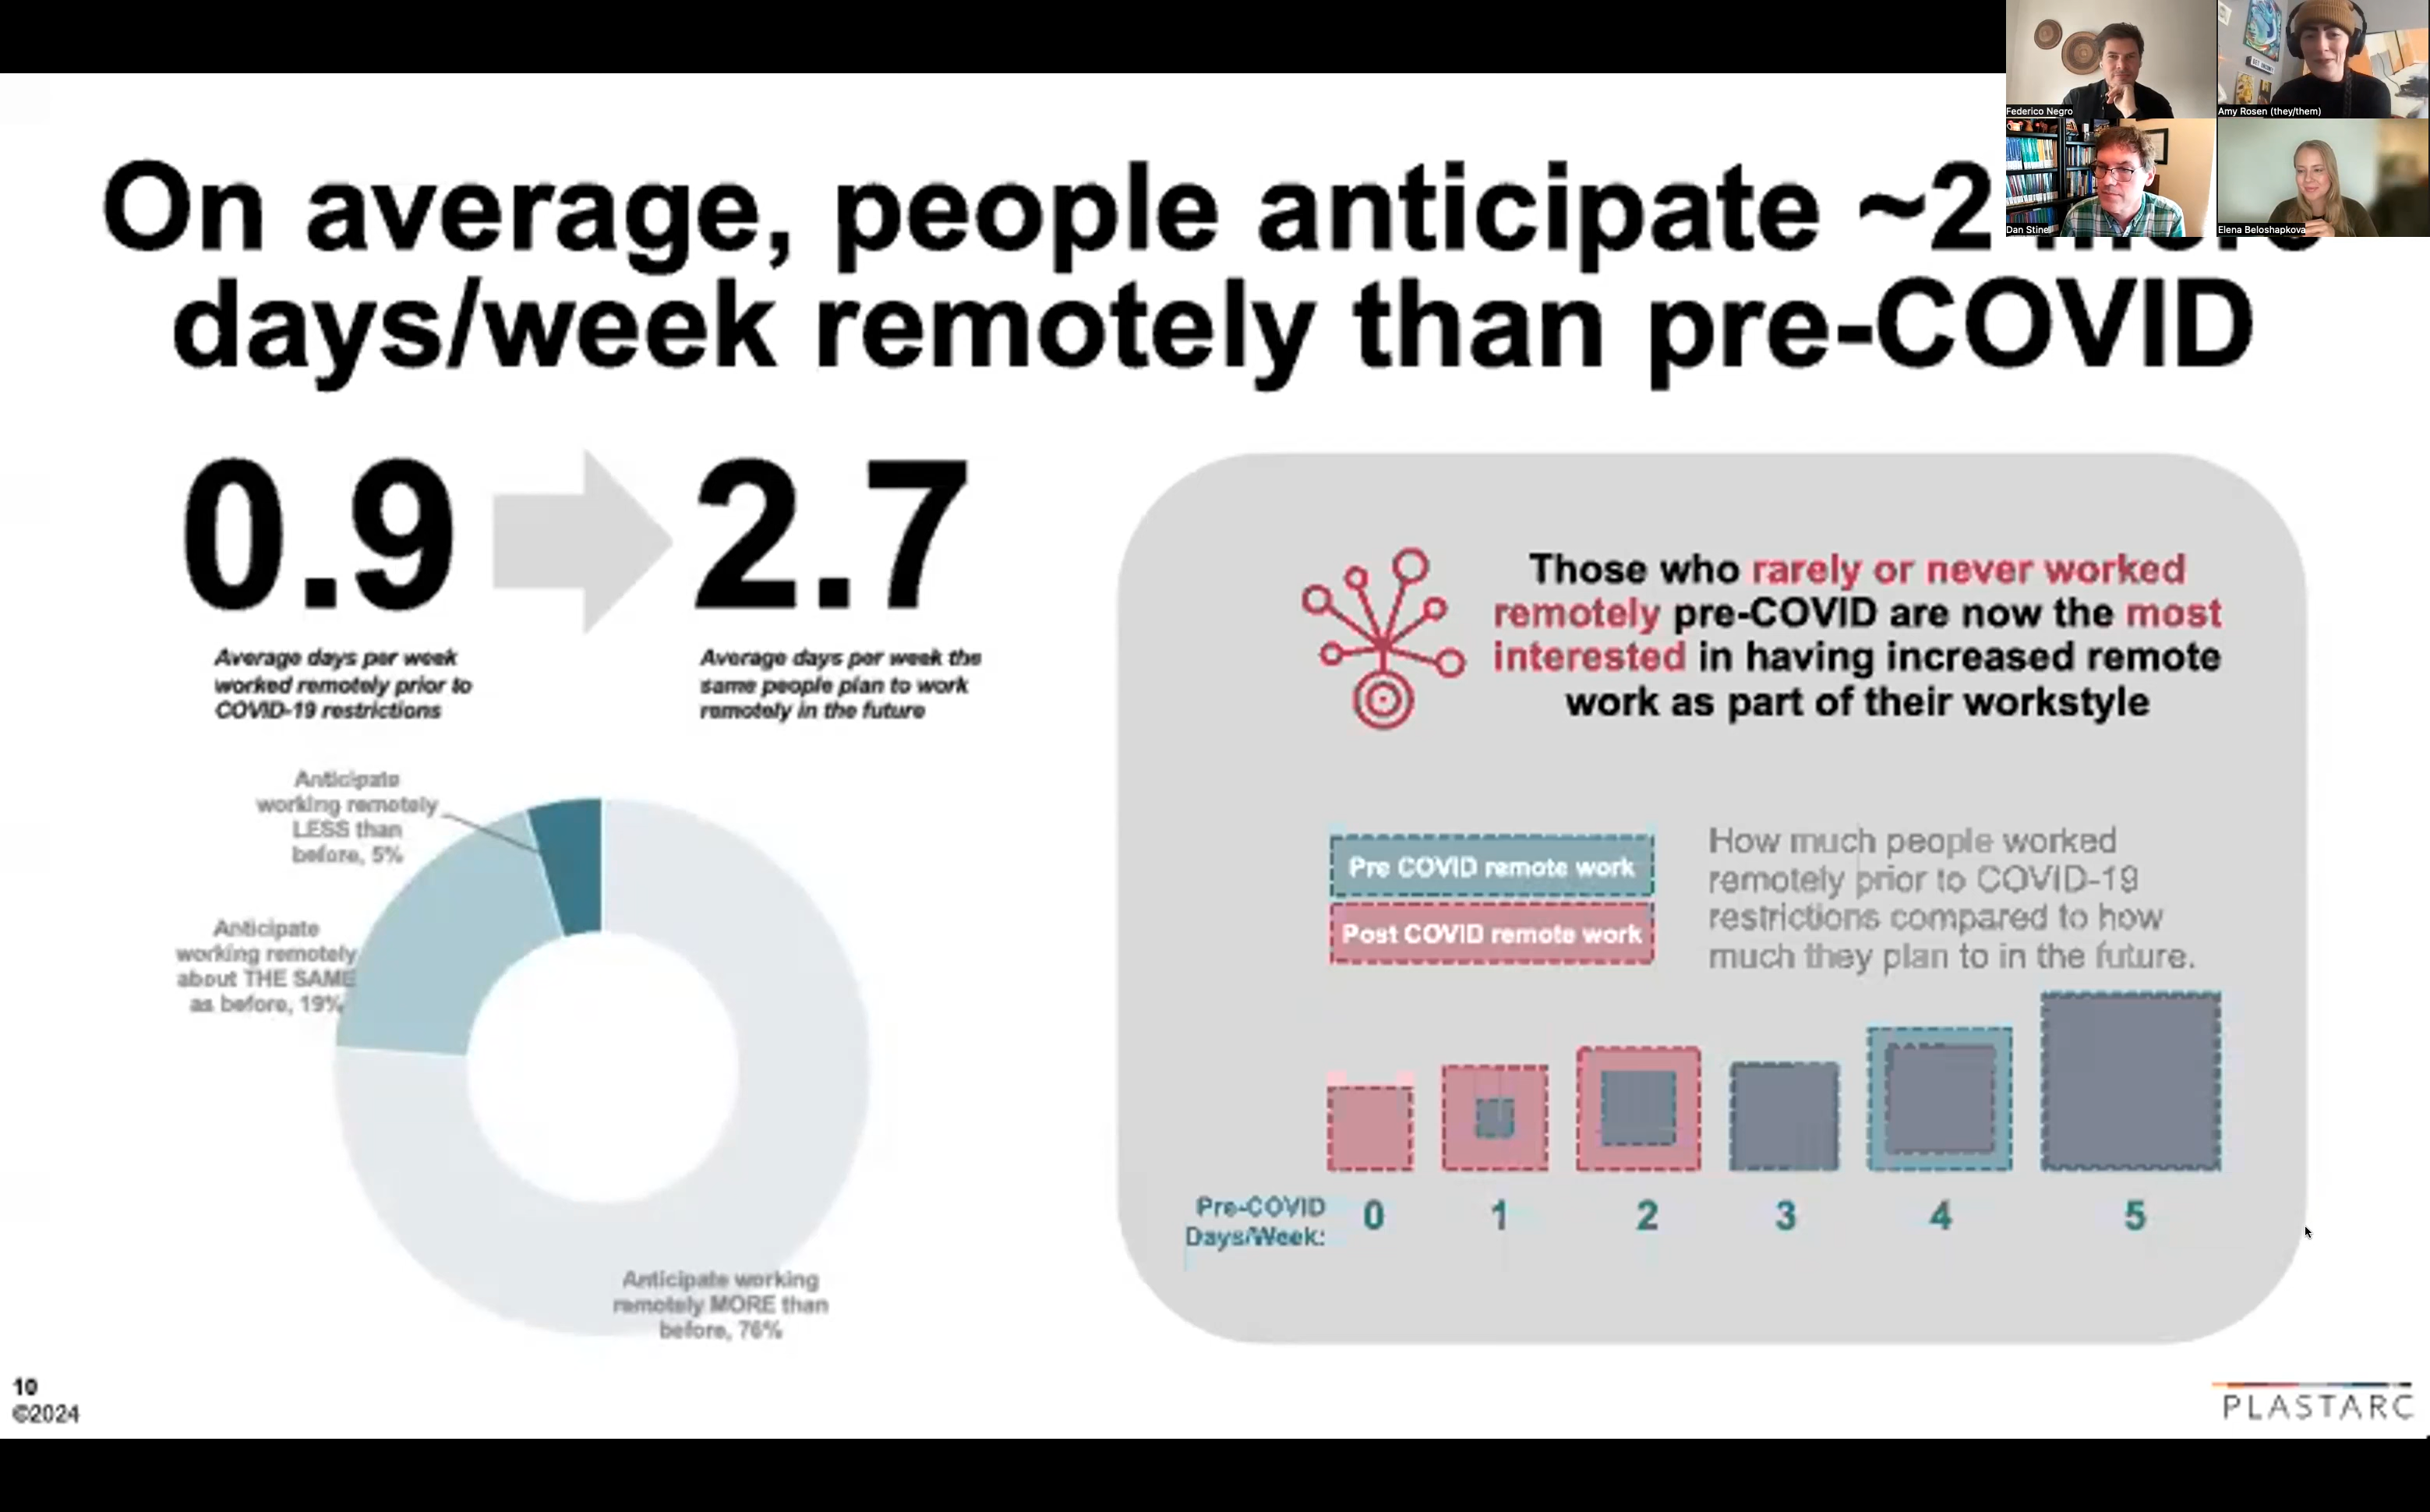 Federico Negro
Amy Rosen (they/them)
Dan Stine
Elena Beloshapkova
On average, people anticipate ~2 more
days/week remotely than pre-COVID
0.9
2.7
Average days per week
worked remotely prior to
COVID-19 restrictions
Average days per week the
same people plan to work
remotely in the future
Anticipate
working remotely
LESS than
before, 5%
Anticipate
working remotely
about THE SAME
as before, 19%
Anticipate working
remotely MORE than
before, 76%
Those who rarely or never worked
remotely pre-COVID are now the most
interested in having increased remote
work as part of their workstyle
Pre COVID remote work
Post COVID remote work
How much people worked
remotely prior to COVID-19
restrictions compared to how
much they plan to in the future.
Pre-COVID
Days/Week:
0 1 2 3 4 5
10
©2024
PLASTARC